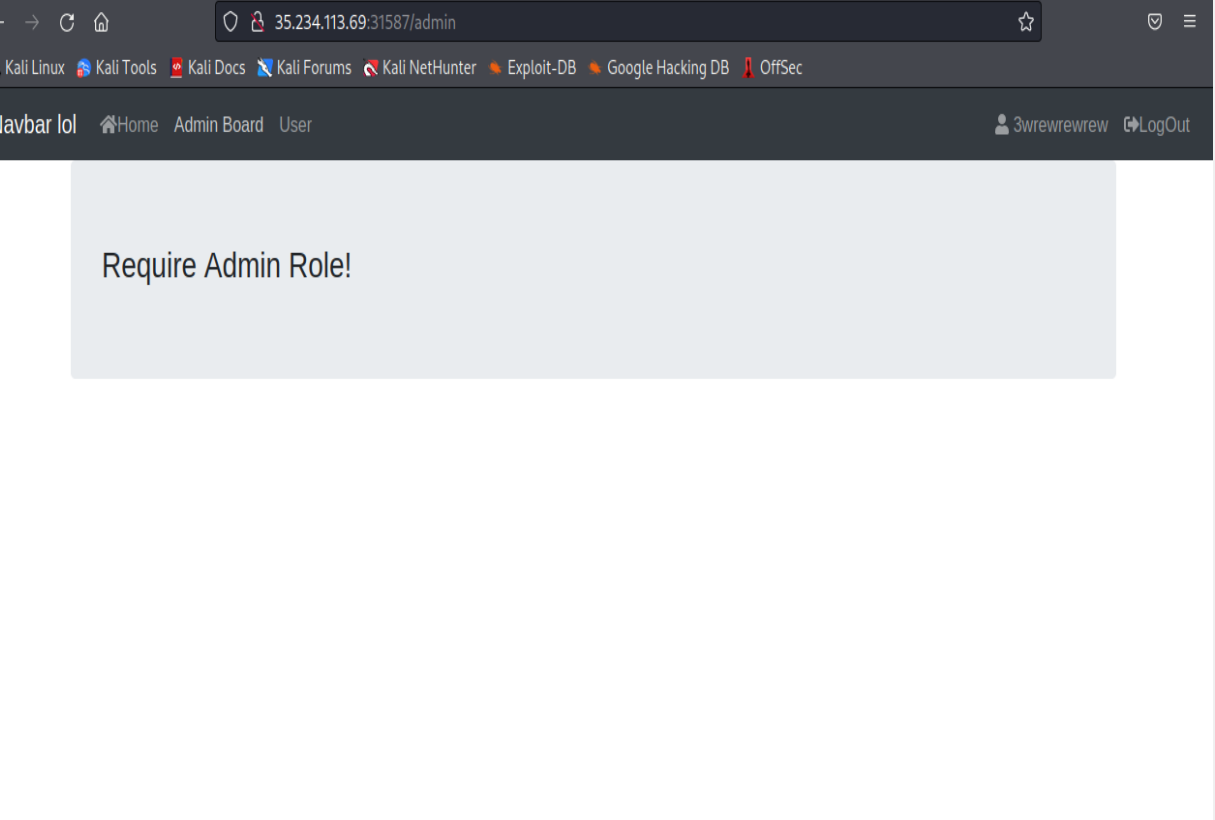 35.234.113.69:31587/admin
Kali Linux Kali Tools Kali Docs Kali Forums Kali NetHunter Exploit-DB Google Hacking DB OffSec
Navbar lol Home Admin Board User 3wrewrewrew LogOut
Require Admin Role!